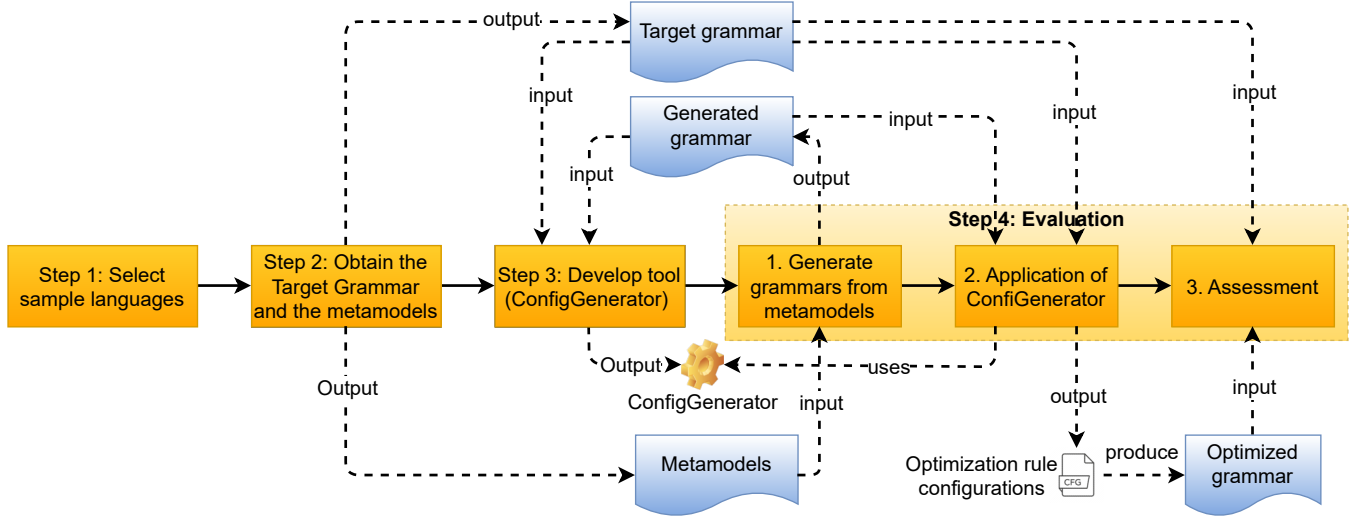 output
input
Target grammar
input
input
input
Generated
grammar
input
input
output
Step 4: Evaluation
Step 1: Select
sample languages
Step 2: Obtain the
Target Grammar
and the metamodels
Step 3: Develop tool
(ConfigGenerator)
1. Generate
grammars from
metamodels
2. Application of
ConfiGenerator
3. Assessment
Output
Output
uses
ConfigGenerator
input
output
input
Metamodels
Optimization rule
configurations
CFG
produce
Optimized
grammar